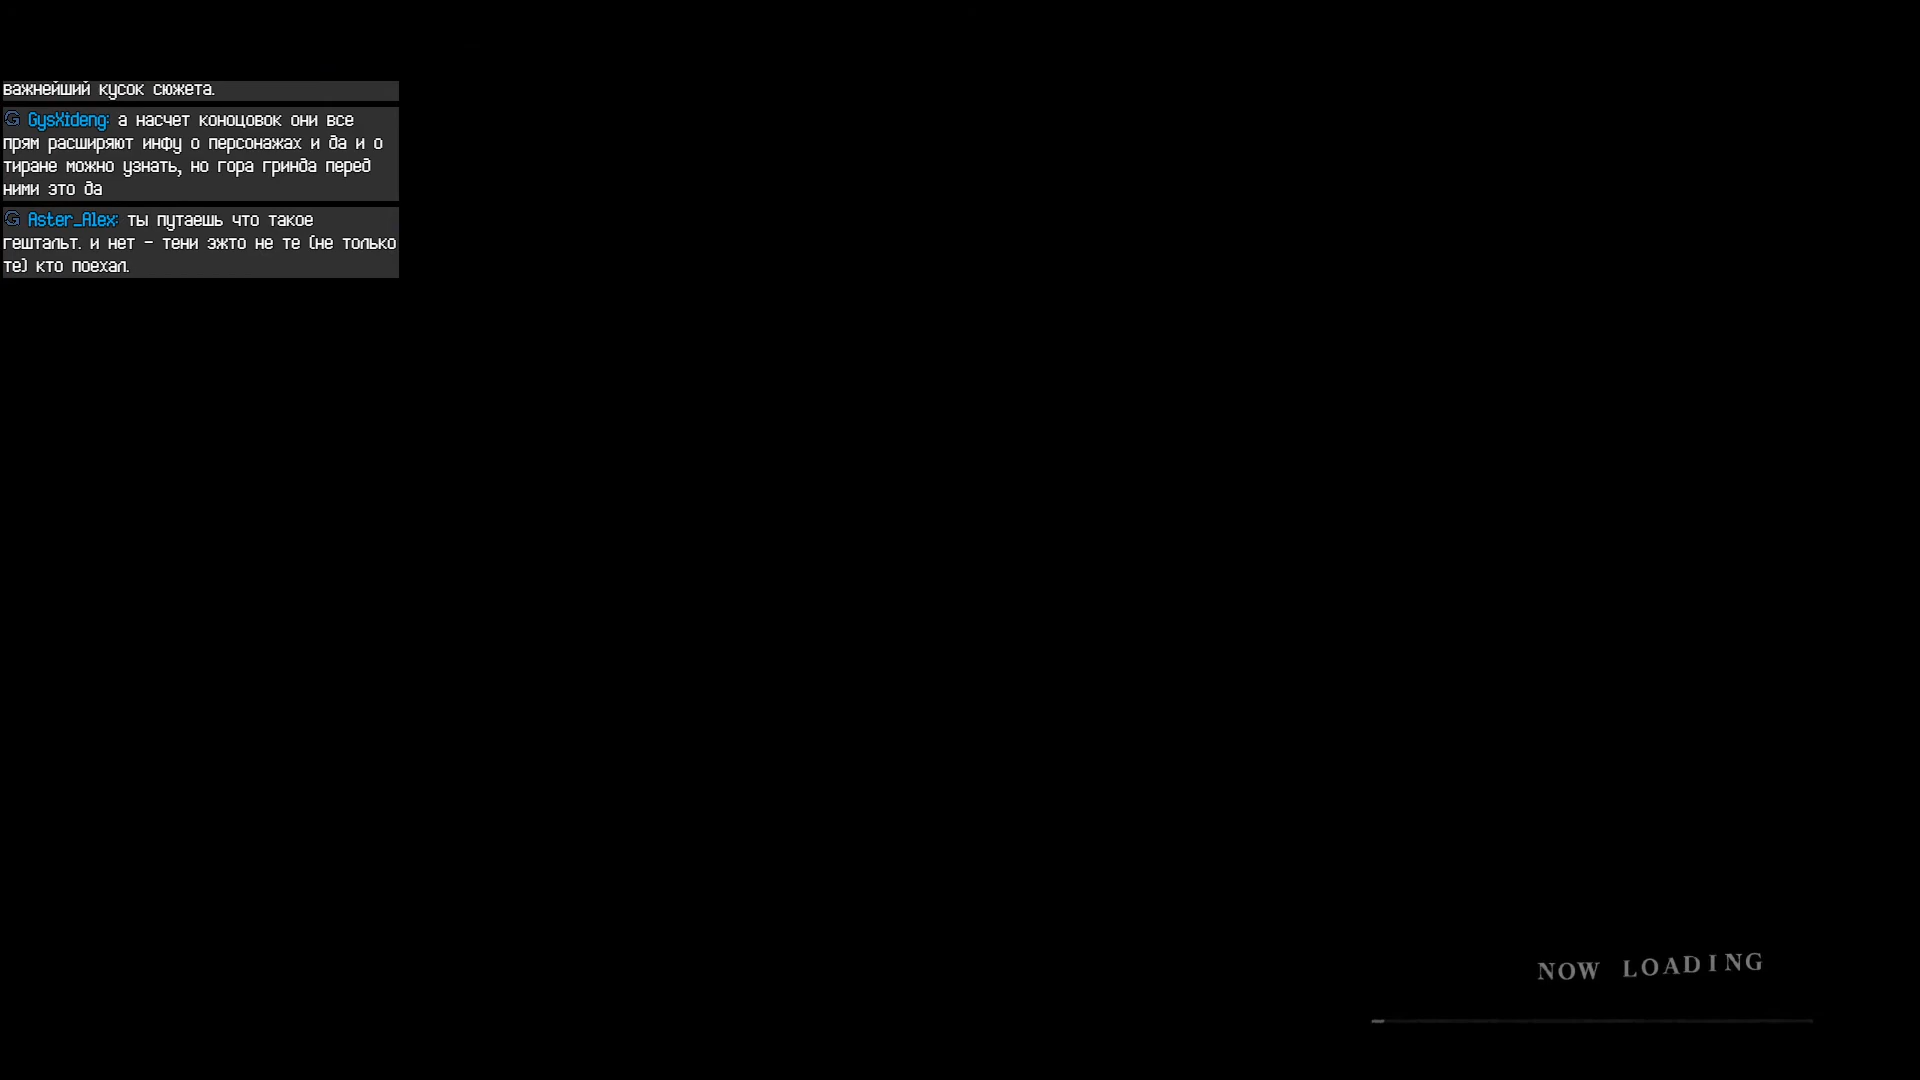 важнейший кусок сюжета.
GysXideng: а насчет коноцовок они все
прям расширяют инфу о персонажах и да и о
тиране можно узнать, но гора гринда перед
ними это да
Aster_Alex: ты путаешь что такое
гештальт. и нет - тени эжто не те (не только
те) кто поехал.
NOW LOADING